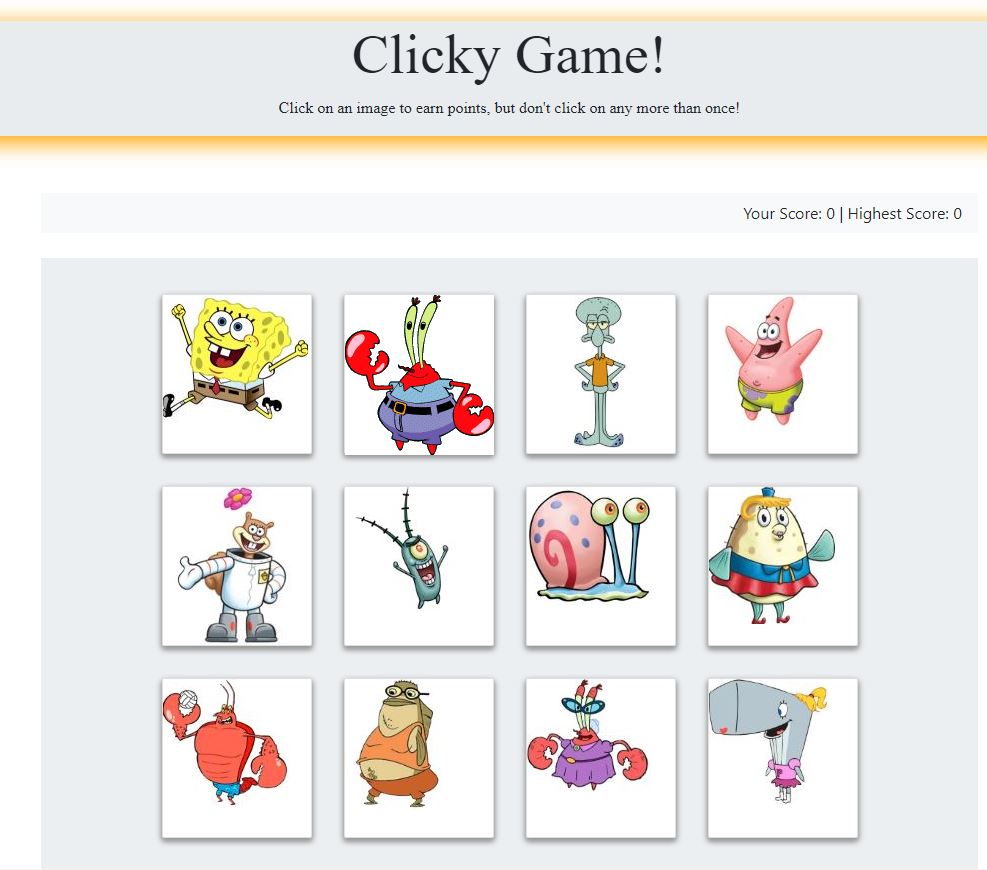 Clicky Game!
Click on an image to earn points, but don't click on any more than once!
Your Score: 0 | Highest Score: 0